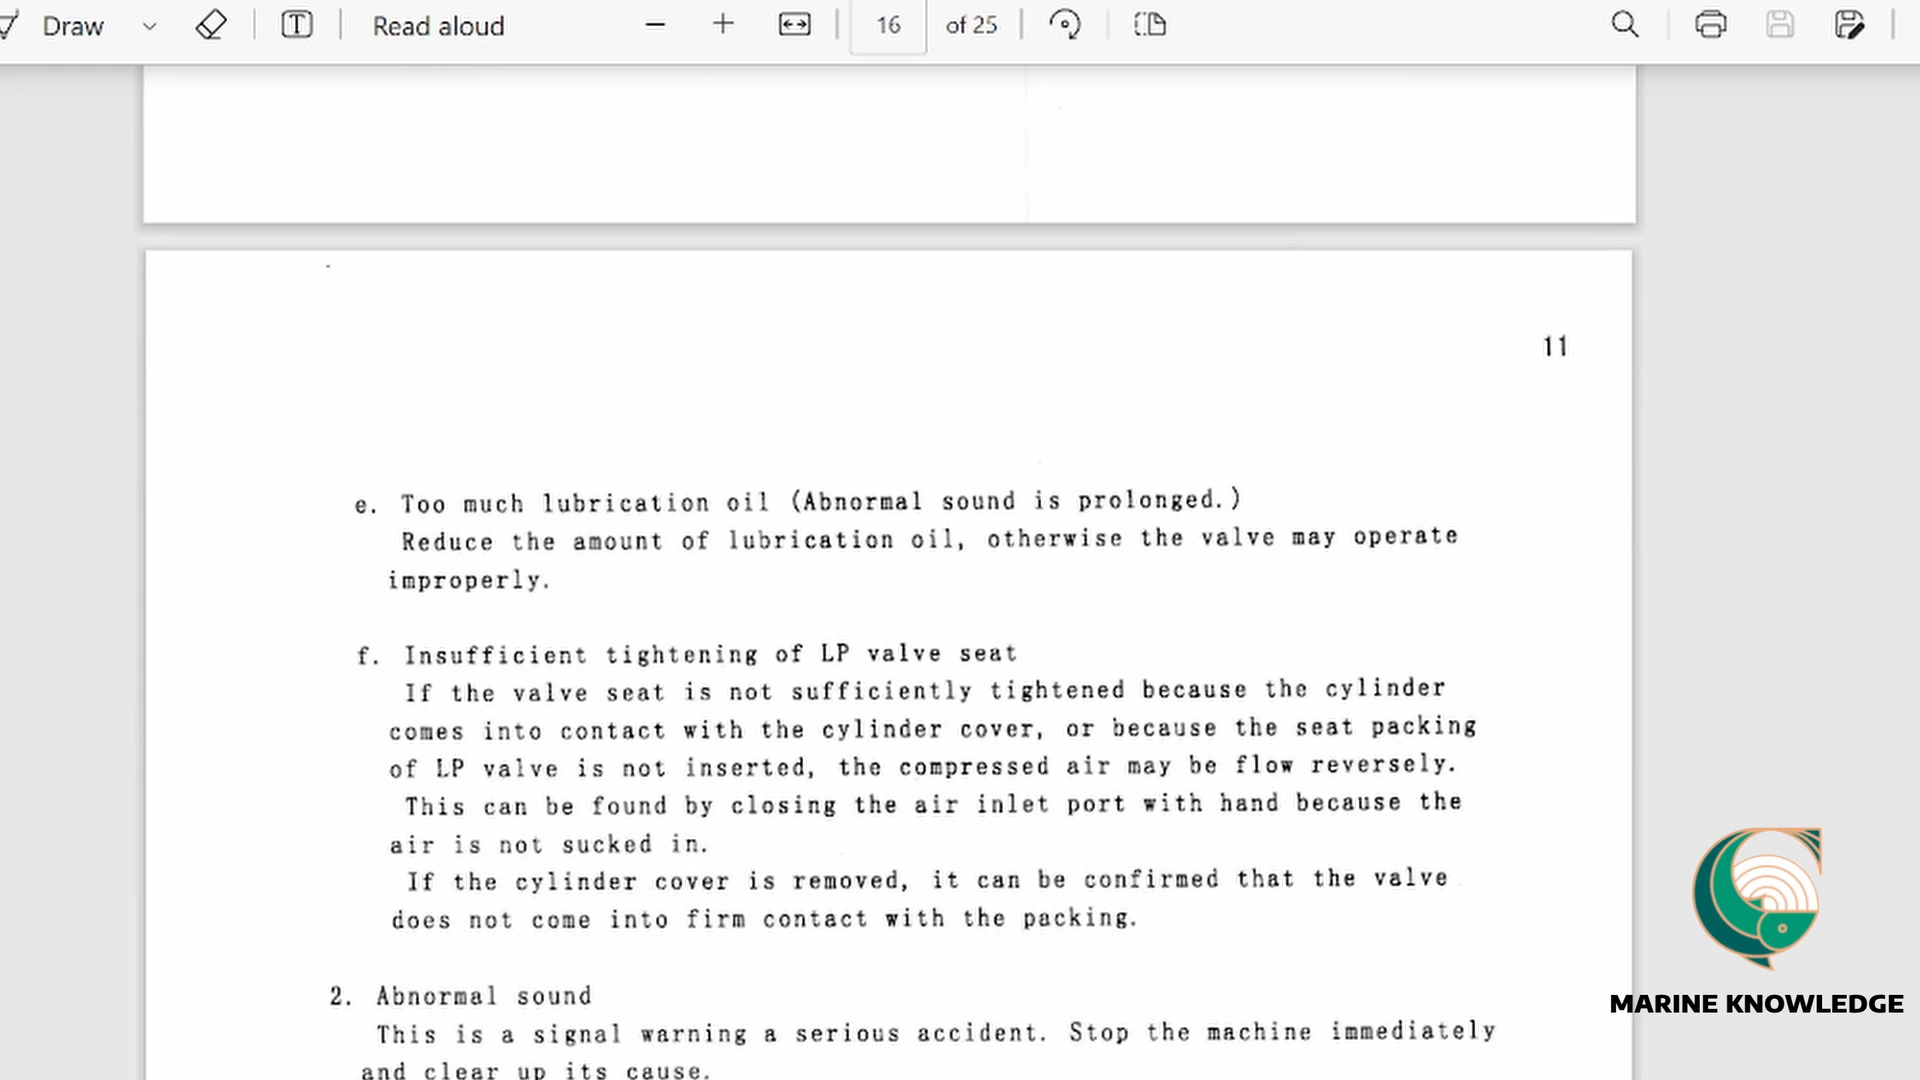 Draw
Read aloud
16 of 25
11
e. Too much lubrication oil (Abnormal sound is prolonged.)
Reduce the amount of lubrication oil, otherwise the valve may operate
improperly.
f. Insufficient tightening of LP valve seat
If the valve seat is not sufficiently tightened because the cylinder
comes into contact with the cylinder cover, or because the seat packing
of LP valve is not inserted, the compressed air may be flow reversely.
This can be found by closing the air inlet port with hand because the
air is not sucked in.
If the cylinder cover is removed, it can be confirmed that the valve
does not come into firm contact with the packing.
2. Abnormal sound
This is a signal warning a serious accident. Stop the machine immediately
and clear up its cause.
MARINE KNOWLEDGE